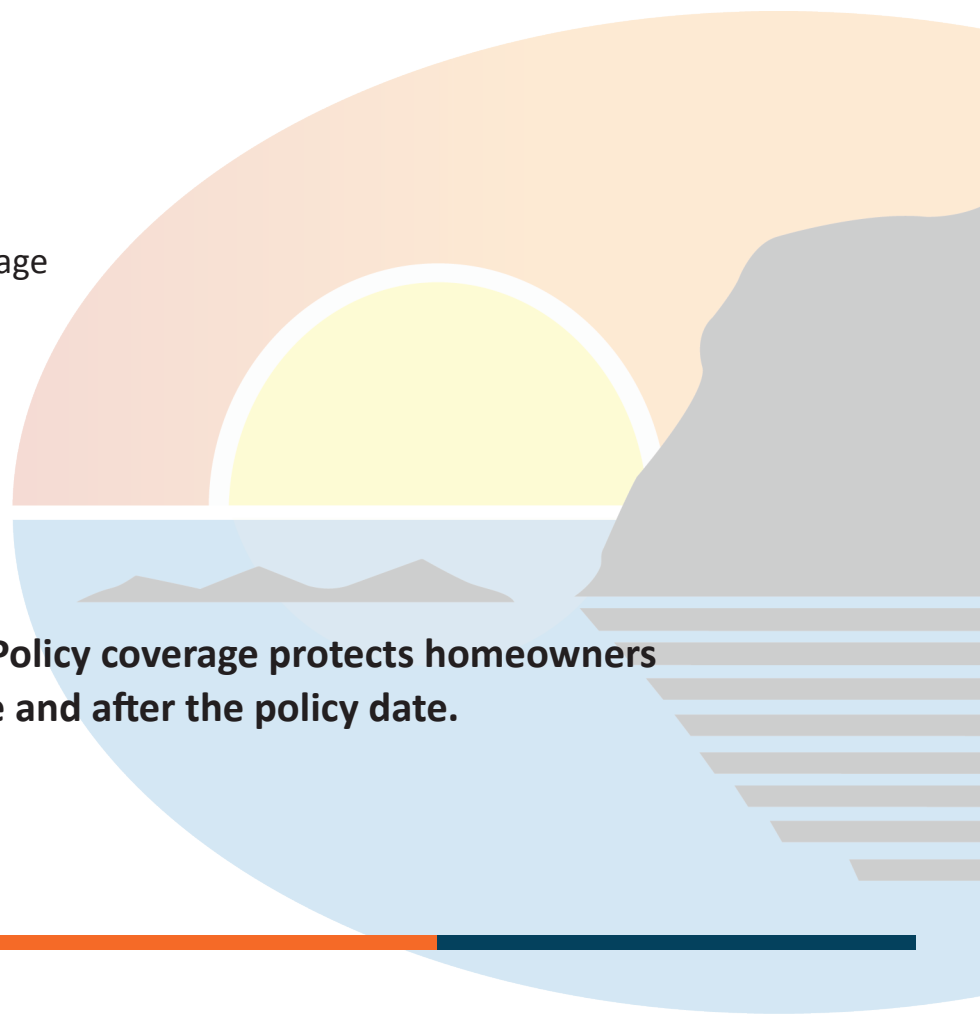 age
Policy coverage protects homeowners
e and after the policy date.